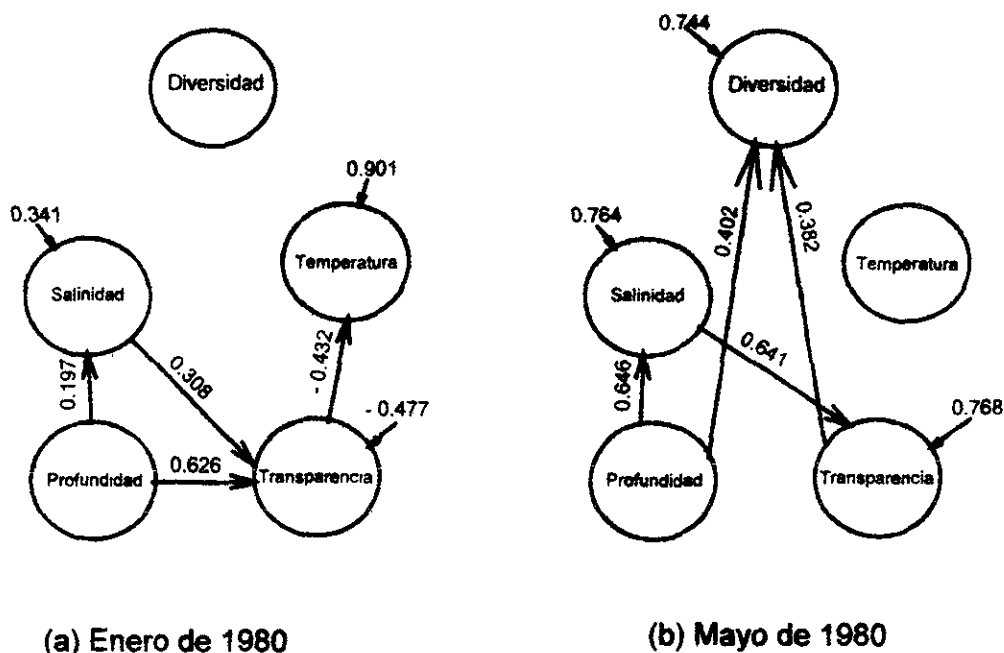 Diversidad
0.901
0.341
Temperatura
Salinidad
0.197
0.308
- 0.432
- 0.477
Profundidad
0.626
Transparencia
(a) Enero de 1980
0.744
Diversidad
0.764
0.402
0.382
Temperatura
Salinidad
0.646
0.641
0.768
Profundidad
Transparencia
(b) Mayo de 1980